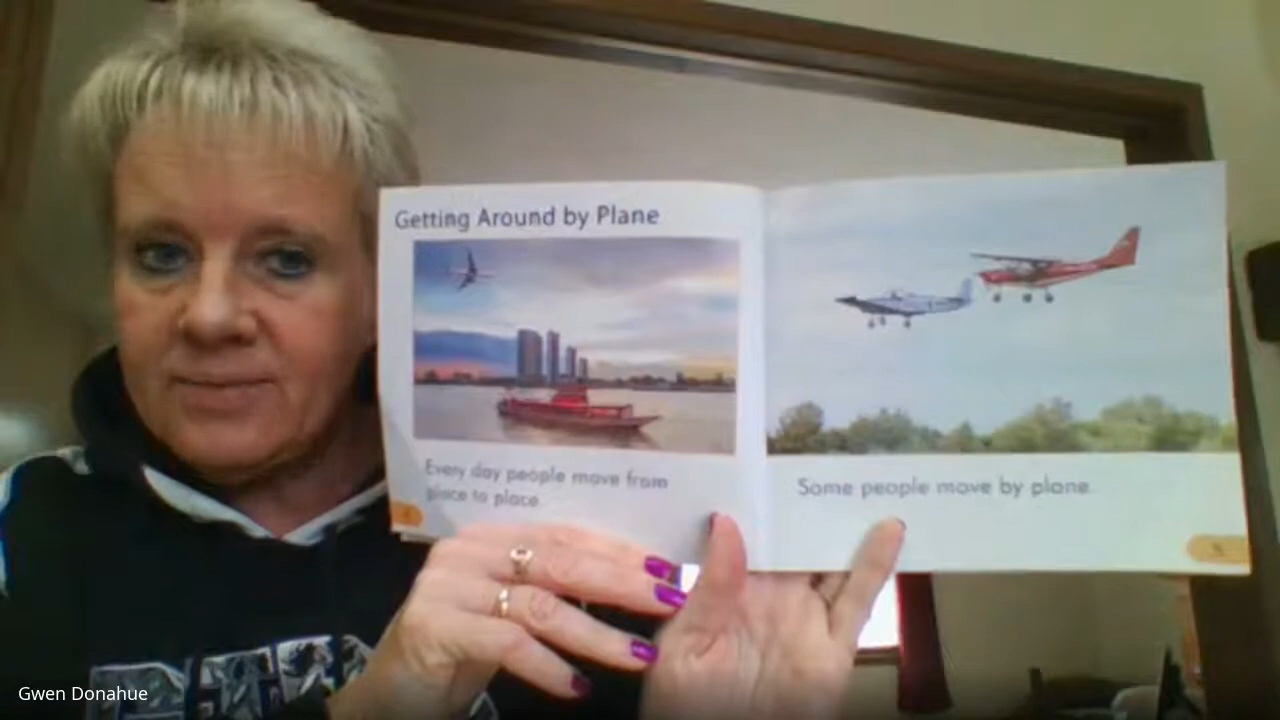 Getting Around by Plane
Every day people move from
place to place.
Some people move by plane.
Gwen Donahue